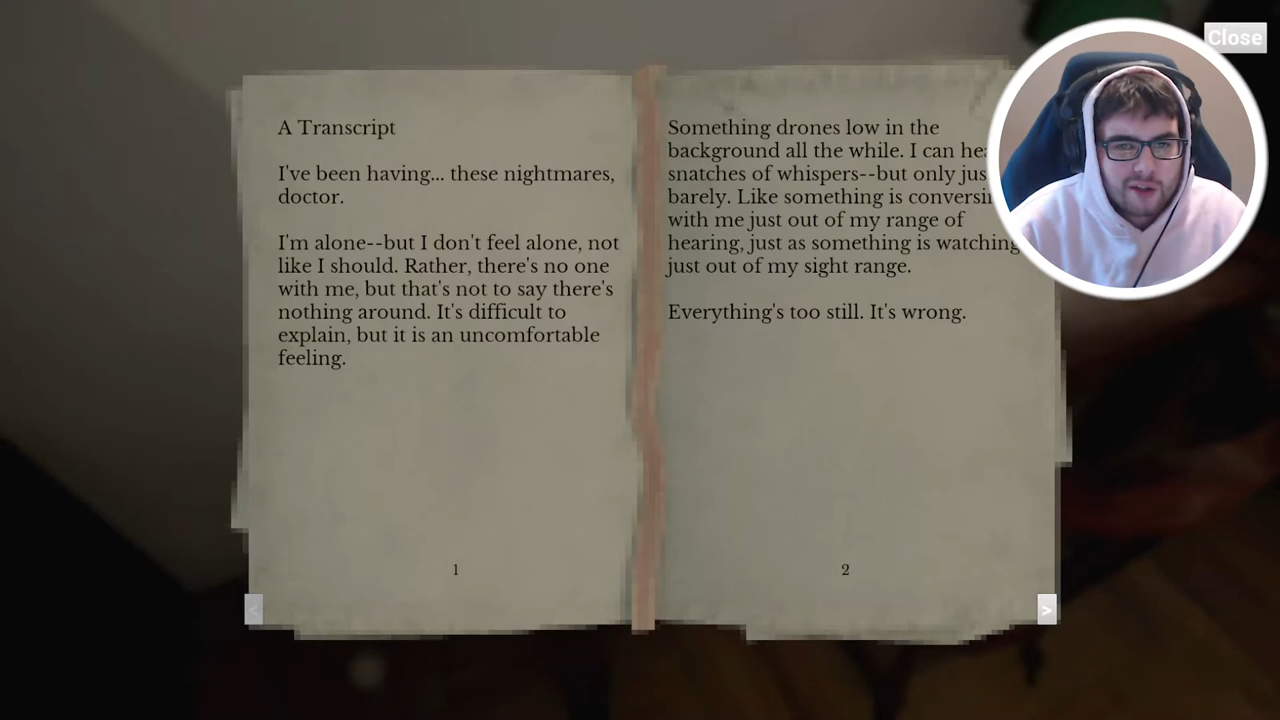 Close
A Transcript
I've been having... these nightmares,
doctor.
I'm alone--but I don't feel alone, not
like I should. Rather, there's no one
with me, but that's not to say there's
nothing around. It's difficult to
explain, but it is an uncomfortable
feeling.
1
Something drones low in the
background all the while. I can
snatches of whispers--but only
barely. Like something is
with me just out of my range of
hearing, just as something is watching
just out of my sight range.
Everything's too still. It's wrong.
2
<
>